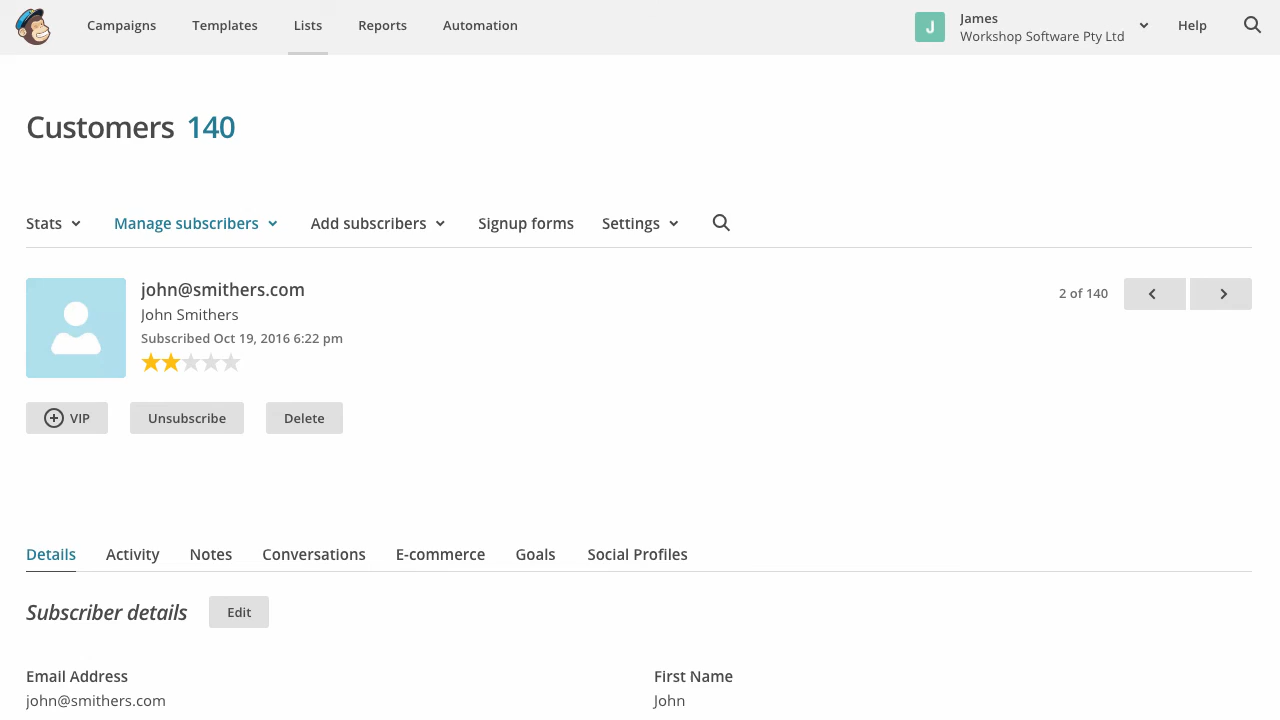 Campaigns Templates Lists Reports Automation
J James
Workshop Software Pty Ltd
Help
Customers 140
Stats Manage subscribers Add subscribers Signup forms Settings
john@smithers.com
John Smithers
Subscribed Oct 19, 2016 6:22 pm
2 of 140
VIP Unsubscribe Delete
Details Activity Notes Conversations E-commerce Goals Social Profiles
Subscriber details Edit
Email Address
john@smithers.com
First Name
John